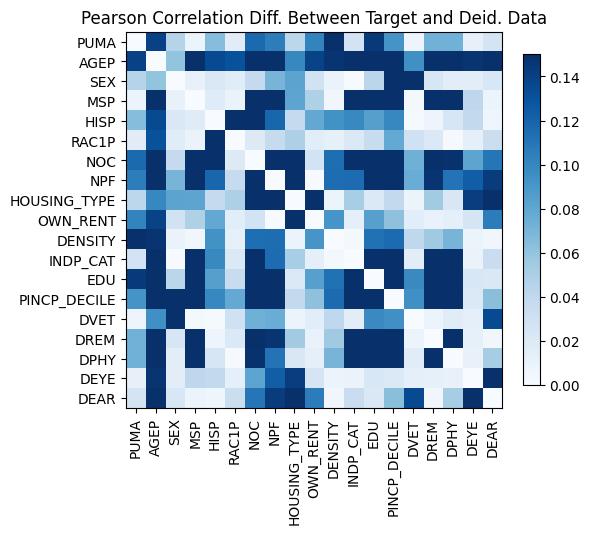 Pearson Correlation Diff. Between Target and Deid. Data
PUMA
AGEP
SEX
MSP
HISP
RAC1P
NOC
NPF
HOUSING_TYPE
OWN_RENT
DENSITY
INDP_CAT
EDU
PINCP_DECILE
DVET
DREM
DPHY
DEYE
DEAR
PUMA
AGEP
SEX
MSP
HISP
RAC1P
NOC
NPF
HOUSING_TYPE
OWN_RENT
DENSITY
INDP_CAT
EDU
PINCP_DECILE
DVET
DREM
DPHY
DEYE
DEAR
0.14
0.12
0.10
0.08
0.06
0.04
0.02
0.00